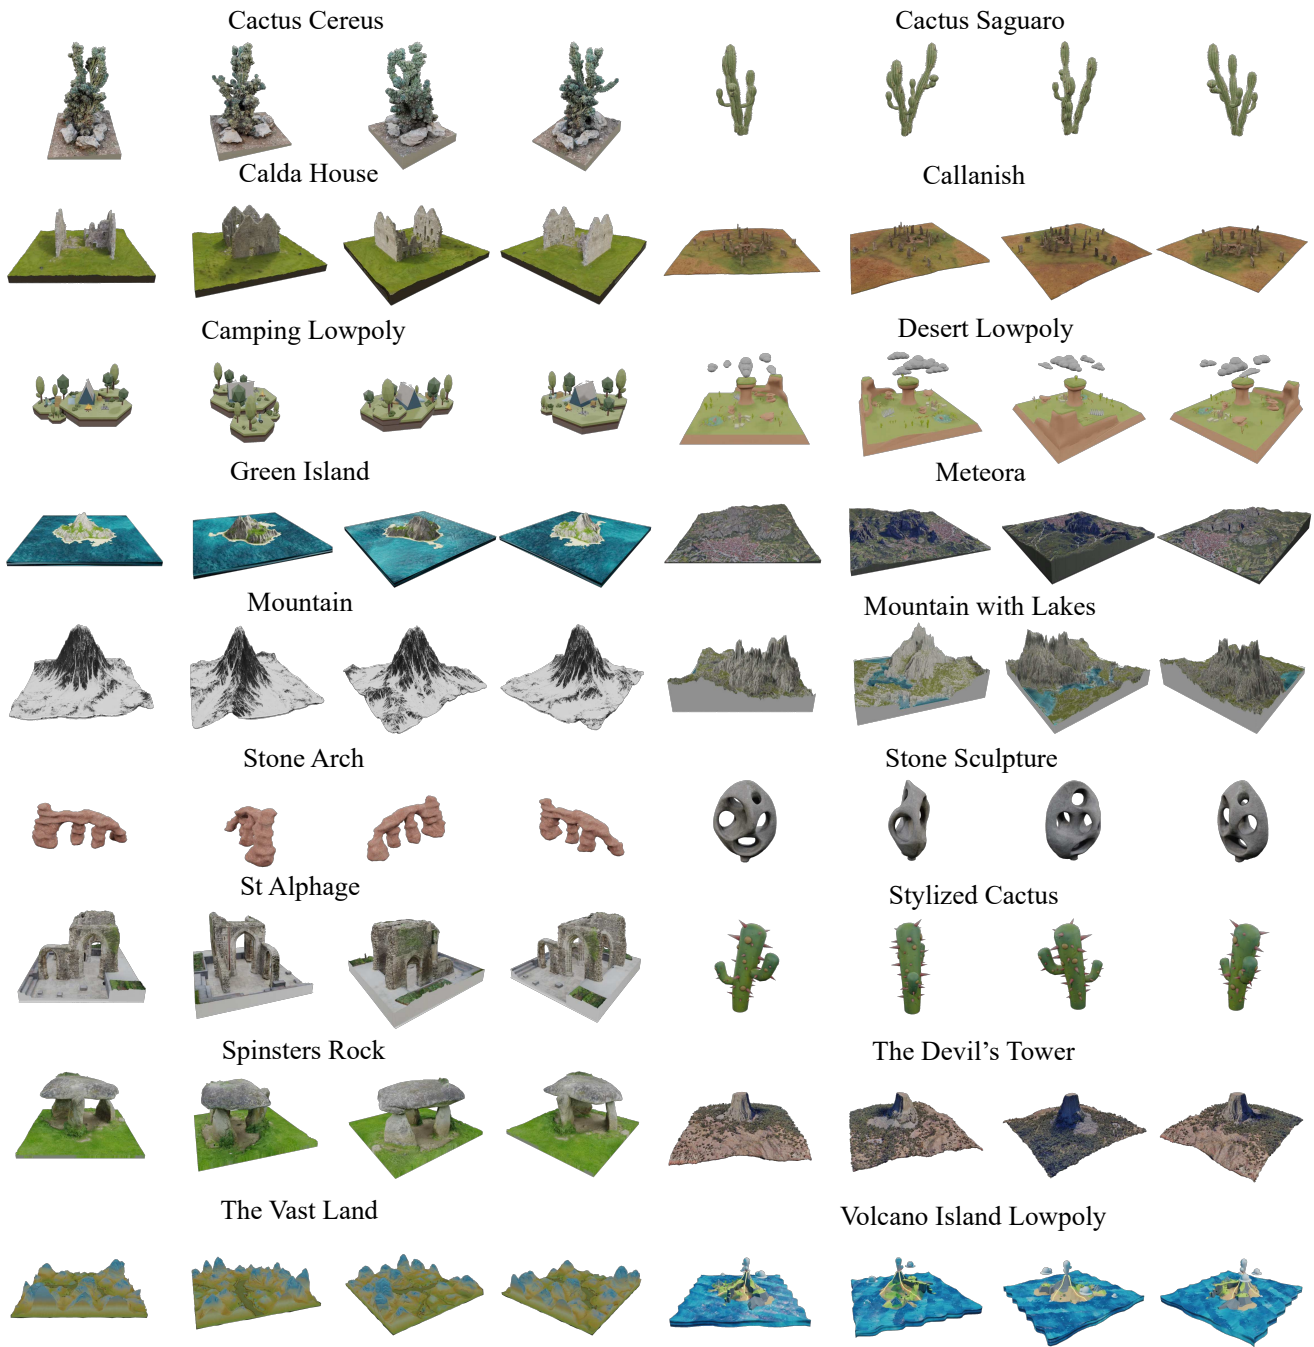 Cactus Cereus
Cactus Saguaro
Calda House
Callanish
Camping Lowpoly
Desert Lowpoly
Green Island
Meteora
Mountain
Mountain with Lakes
Stone Arch
Stone Sculpture
St Alphage
Stylized Cactus
Spinsters Rock
The Devil’s Tower
The Vast Land
Volcano Island Lowpoly